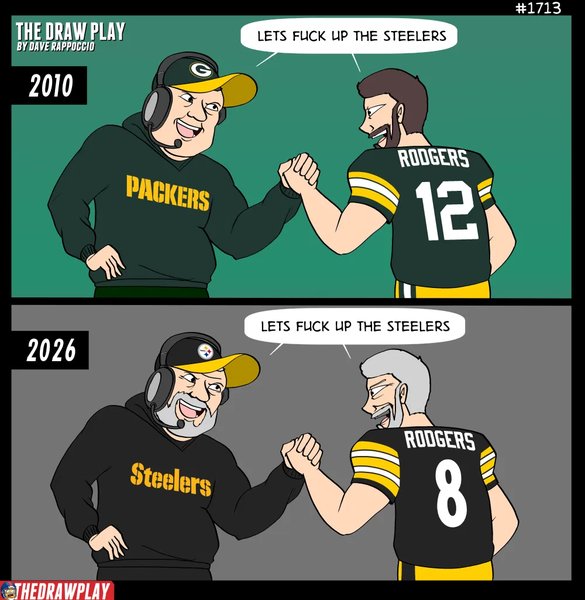 #1713
THE DRAW PLAY
BY DAVE RAPPOCCIO
LETS FUCK UP THE STEELERS
2010
G
RODGERS
PACKERS
12
LETS FUCK UP THE STEELERS
2026
RODGERS
Steelers
8
THEDRAWPLAY